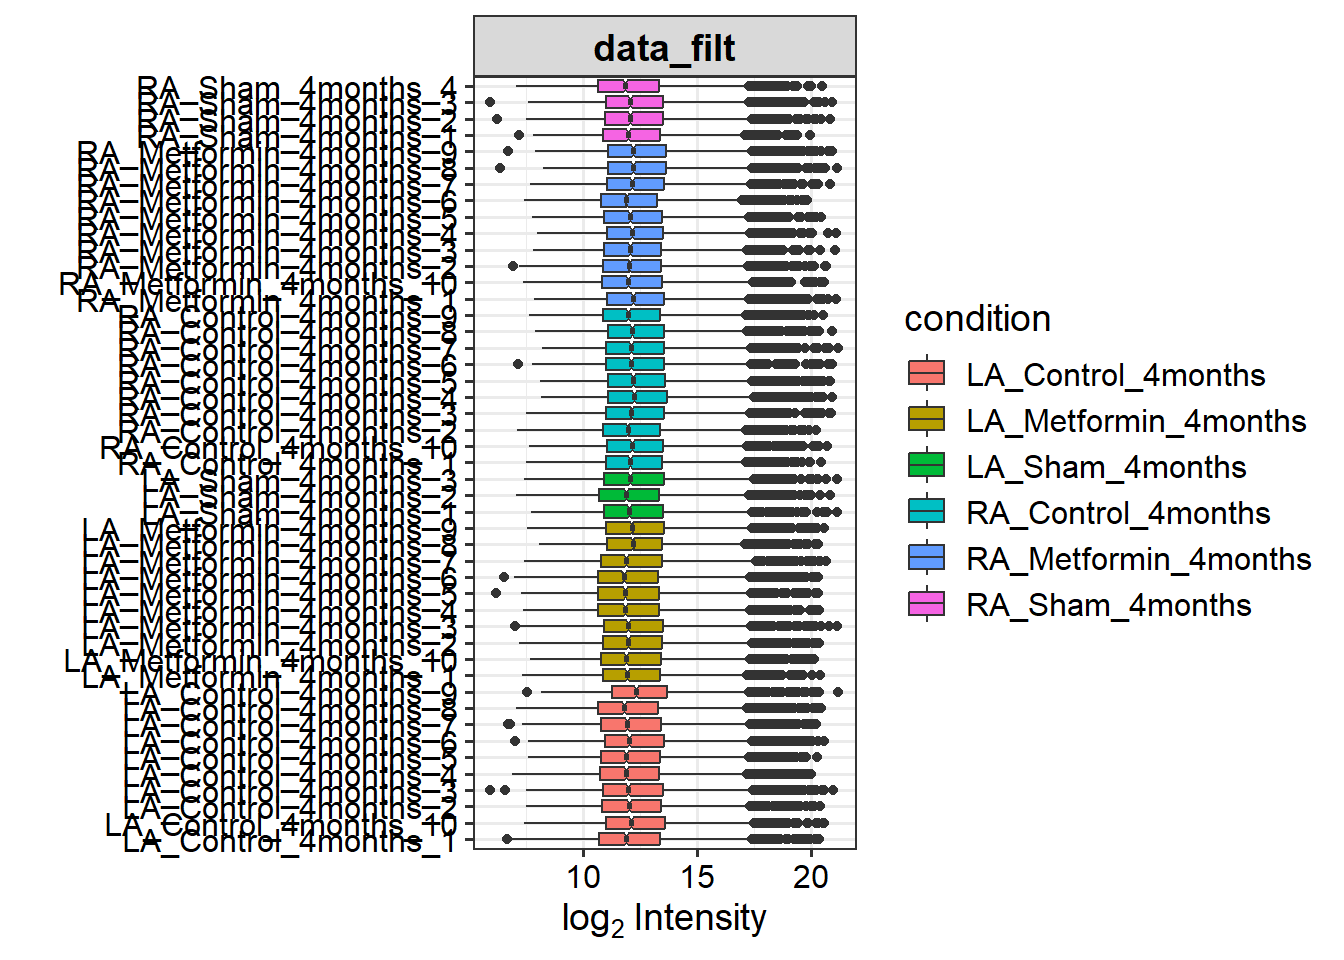 data_filt
RA_Sham_4months_4
RA_Sham_4months_3
RA_Sham_4months_2
RA_Sham_4months_1
RA_Metformin_4months_9
RA_Metformin_4months_8
RA_Metformin_4months_7
RA_Metformin_4months_6
RA_Metformin_4months_5
RA_Metformin_4months_4
RA_Metformin_4months_3
RA_Metformin_4months_2
RA_Metformin_4months_10
RA_Metformin_4months_1
RA_Control_4months_9
RA_Control_4months_8
RA_Control_4months_7
RA_Control_4months_6
RA_Control_4months_5
RA_Control_4months_4
RA_Control_4months_3
RA_Control_4months_2
RA_Control_4months_10
RA_Control_4months_1
LA_Sham_4months_3
LA_Sham_4months_2
LA_Sham_4months_1
LA_Metformin_4months_9
LA_Metformin_4months_8
LA_Metformin_4months_7
LA_Metformin_4months_6
LA_Metformin_4months_5
LA_Metformin_4months_4
LA_Metformin_4months_3
LA_Metformin_4months_2
LA_Metformin_4months_10
LA_Metformin_4months_1
LA_Control_4months_9
LA_Control_4months_8
LA_Control_4months_7
LA_Control_4months_6
LA_Control_4months_5
LA_Control_4months_4
LA_Control_4months_3
LA_Control_4months_2
LA_Control_4months_10
LA_Control_4months_1
10 15 20
log2 Intensity
condition
LA_Control_4months
LA_Metformin_4months
LA_Sham_4months
RA_Control_4months
RA_Metformin_4months
RA_Sham_4months